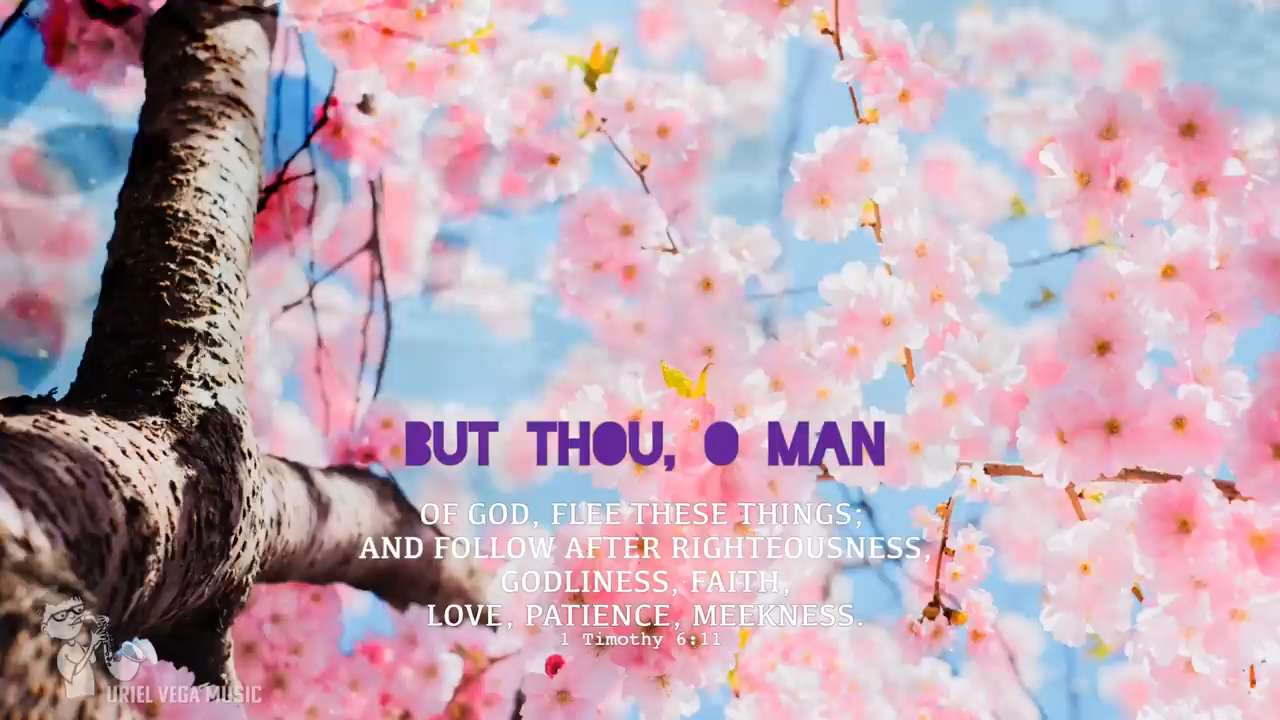 BUT THOU, O MAN
OF GOD, FLEE THESE THINGS;
AND FOLLOW AFTER RIGHTEOUSNESS,
GODLINESS, FAITH,
LOVE, PATIENCE, MEEKNESS.
1 Timothy 6:11
URIEL VEGA MUSIC